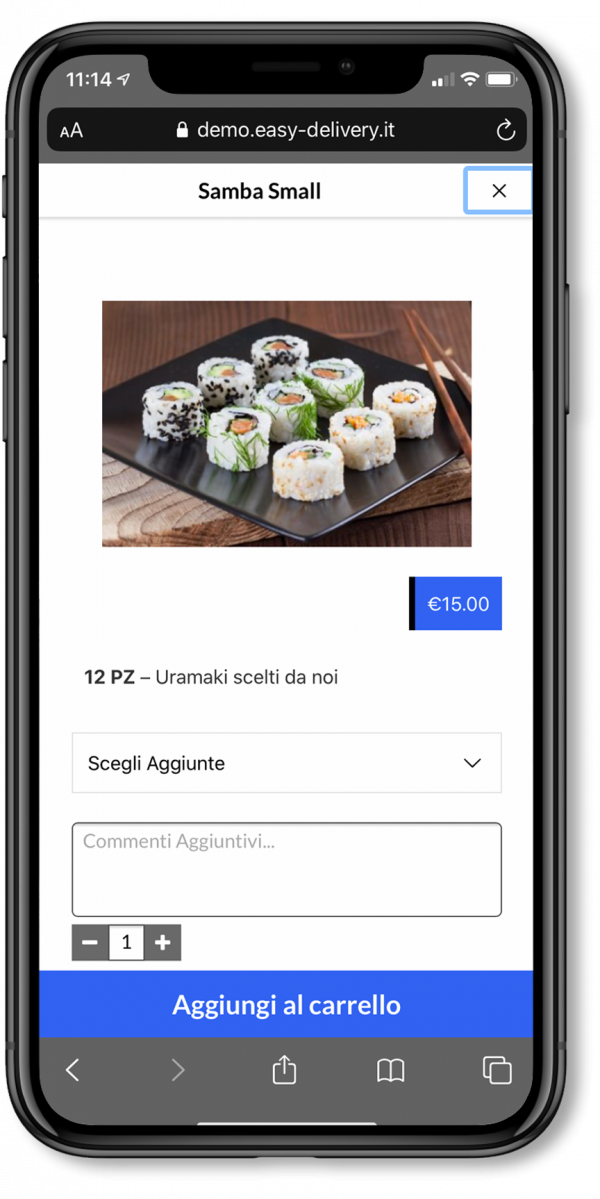 11:14
AA demo.easy-delivery.it
Samba Small
€15.00
12 PZ – Uramaki scelti da noi
Scegli Aggiunte
Commenti Aggiuntivi...
1
Aggiungi al carrello